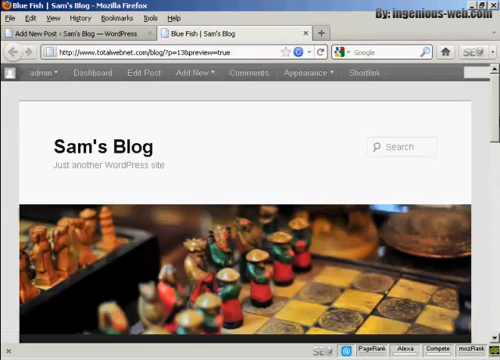 Blue Fish | Sam's Blog - Mozilla Firefox
By: ingenious-web.com
File Edit View History Bookmarks Tools Help
Add New Post ‹ Sam's Blog — WordPress
Blue Fish | Sam's Blog
http://www.totalwebnet.com/blog/?p=13&preview=true
Google
admin Dashboard Edit Post Add New Comments Appearance Shortlink
Sam's Blog
Search
Just another WordPress site
SEO PageRank Alexa Compete mozRank